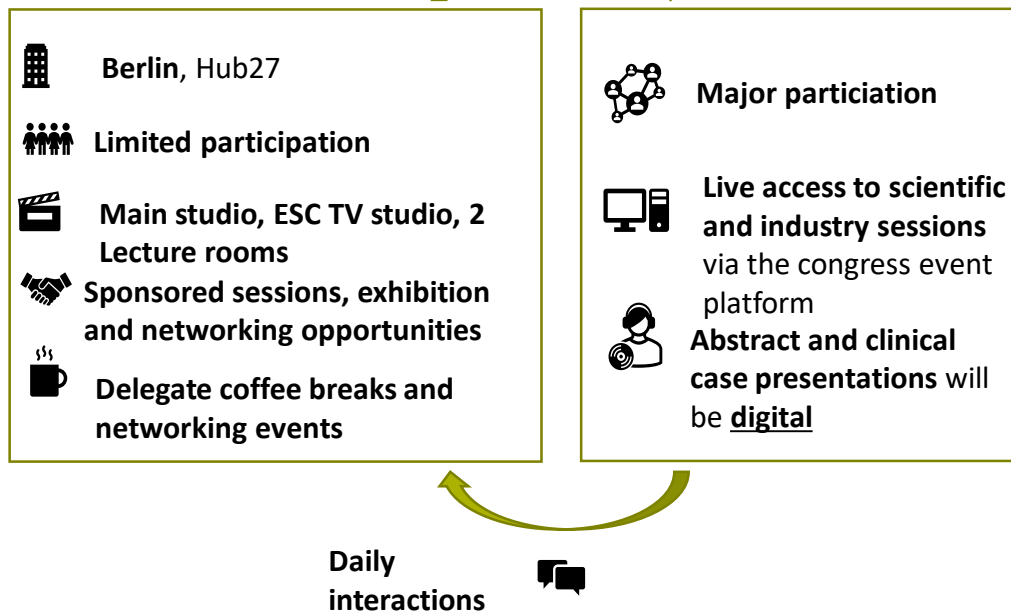 Berlin, Hub27
Limited participation
Main studio, ESC TV studio, 2
Lecture rooms
Sponsored sessions, exhibition
and networking opportunities
Delegate coffee breaks and
networking events
Major particiation
Live access to scientific
and industry sessions
via the congress event
platform
Abstract and clinical
case presentations will
be digital
Daily
interactions